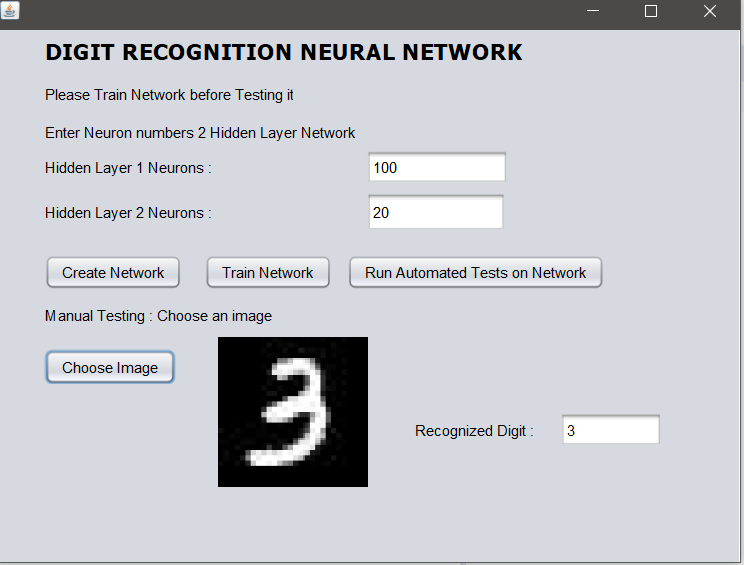 DIGIT RECOGNITION NEURAL NETWORK
Please Train Network before Testing it
Enter Neuron numbers 2 Hidden Layer Network
Hidden Layer 1 Neurons : 100
Hidden Layer 2 Neurons : 20
Create Network Train Network Run Automated Tests on Network
Manual Testing : Choose an image
Choose Image
3
Recognized Digit : 3